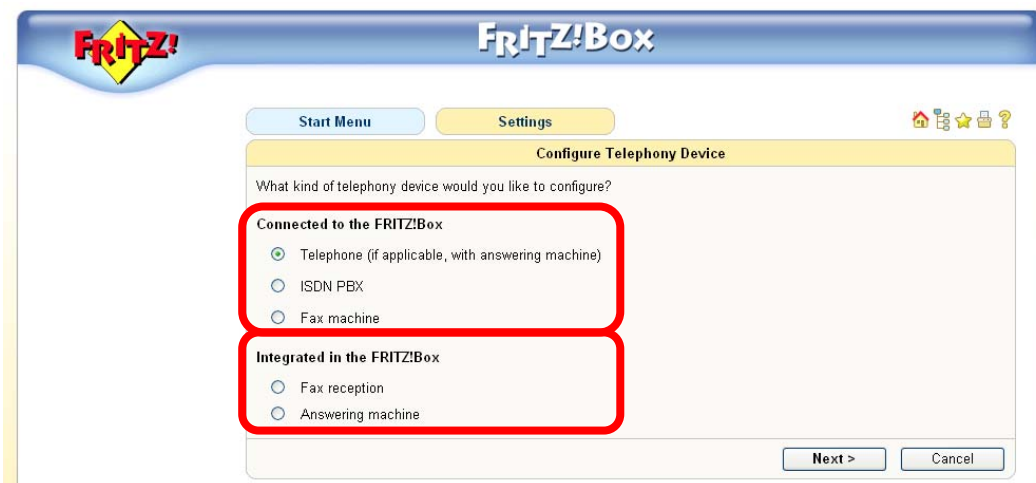 FRITZ!
FRITZ!Box
Start Menu
Settings
?
Configure Telephony Device
What kind of telephony device would you like to configure?
Connected to the FRITZ!Box
Telephone (if applicable, with answering machine)
ISDN PBX
Fax machine
Integrated in the FRITZ!Box
Fax reception
Answering machine
Next >
Cancel